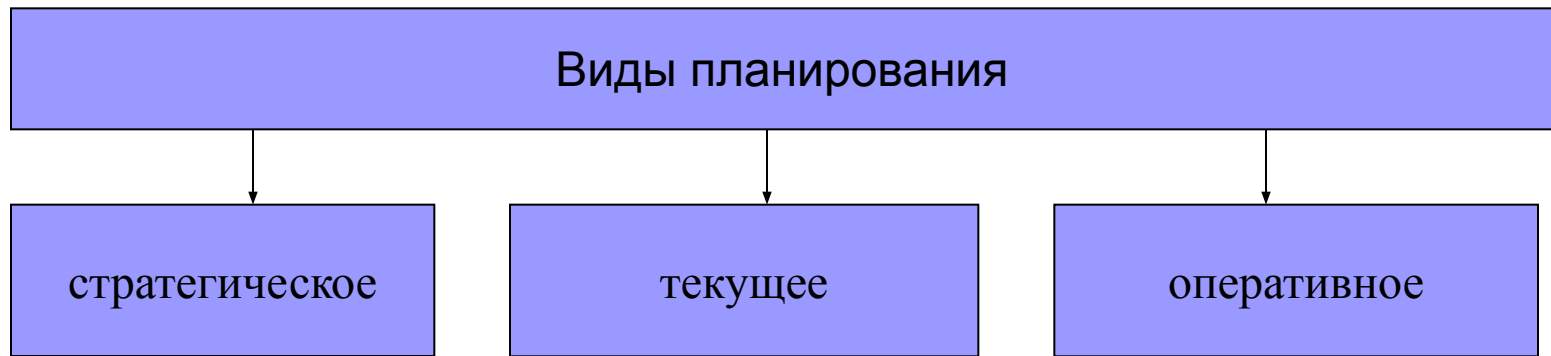 Виды планирования
стратегическое
текущее
оперативное